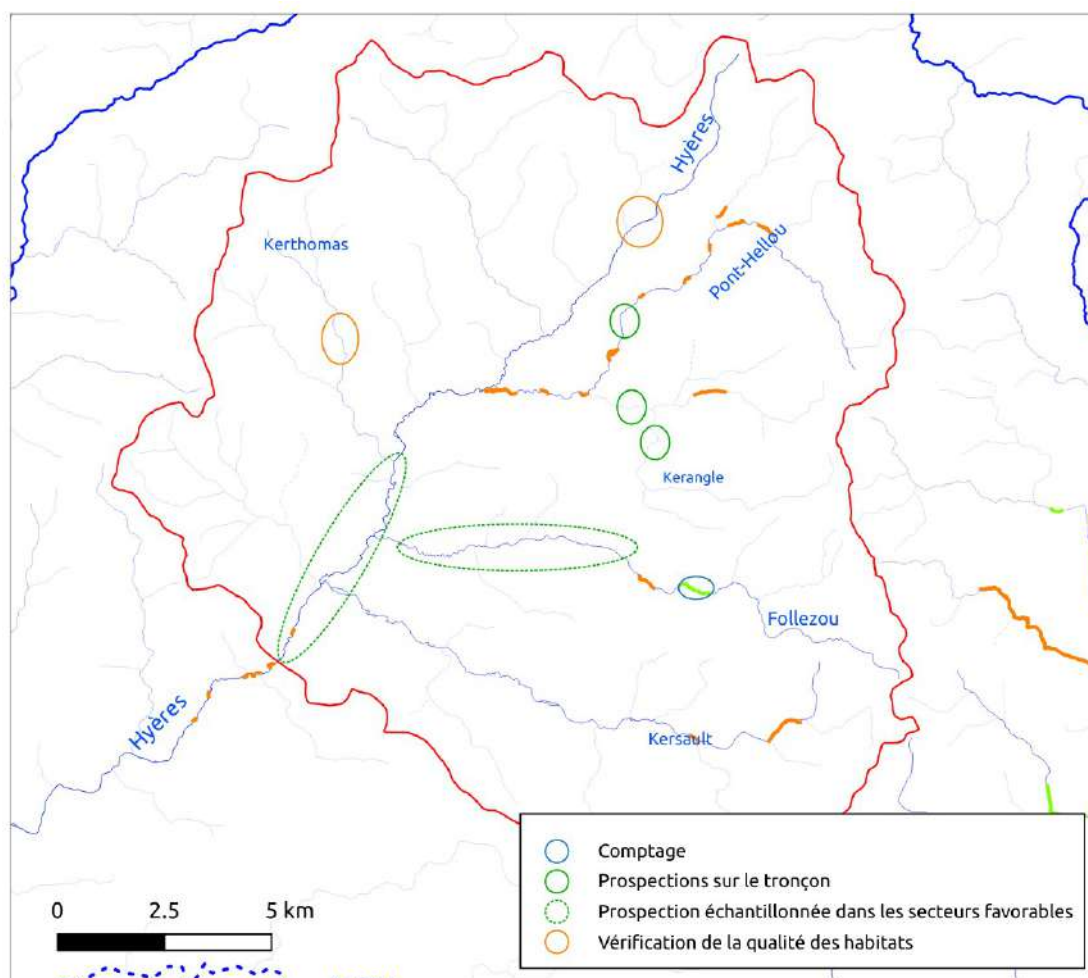 Hyères
Kerthomas
Pont-Hellou
Kerangle
Follezou
Hyères
Kersault
Comptage
Prospections sur le tronçon
Prospection échantillonnée dans les secteurs favorables
Vérification de la qualité des habitats
0 2.5 5 km